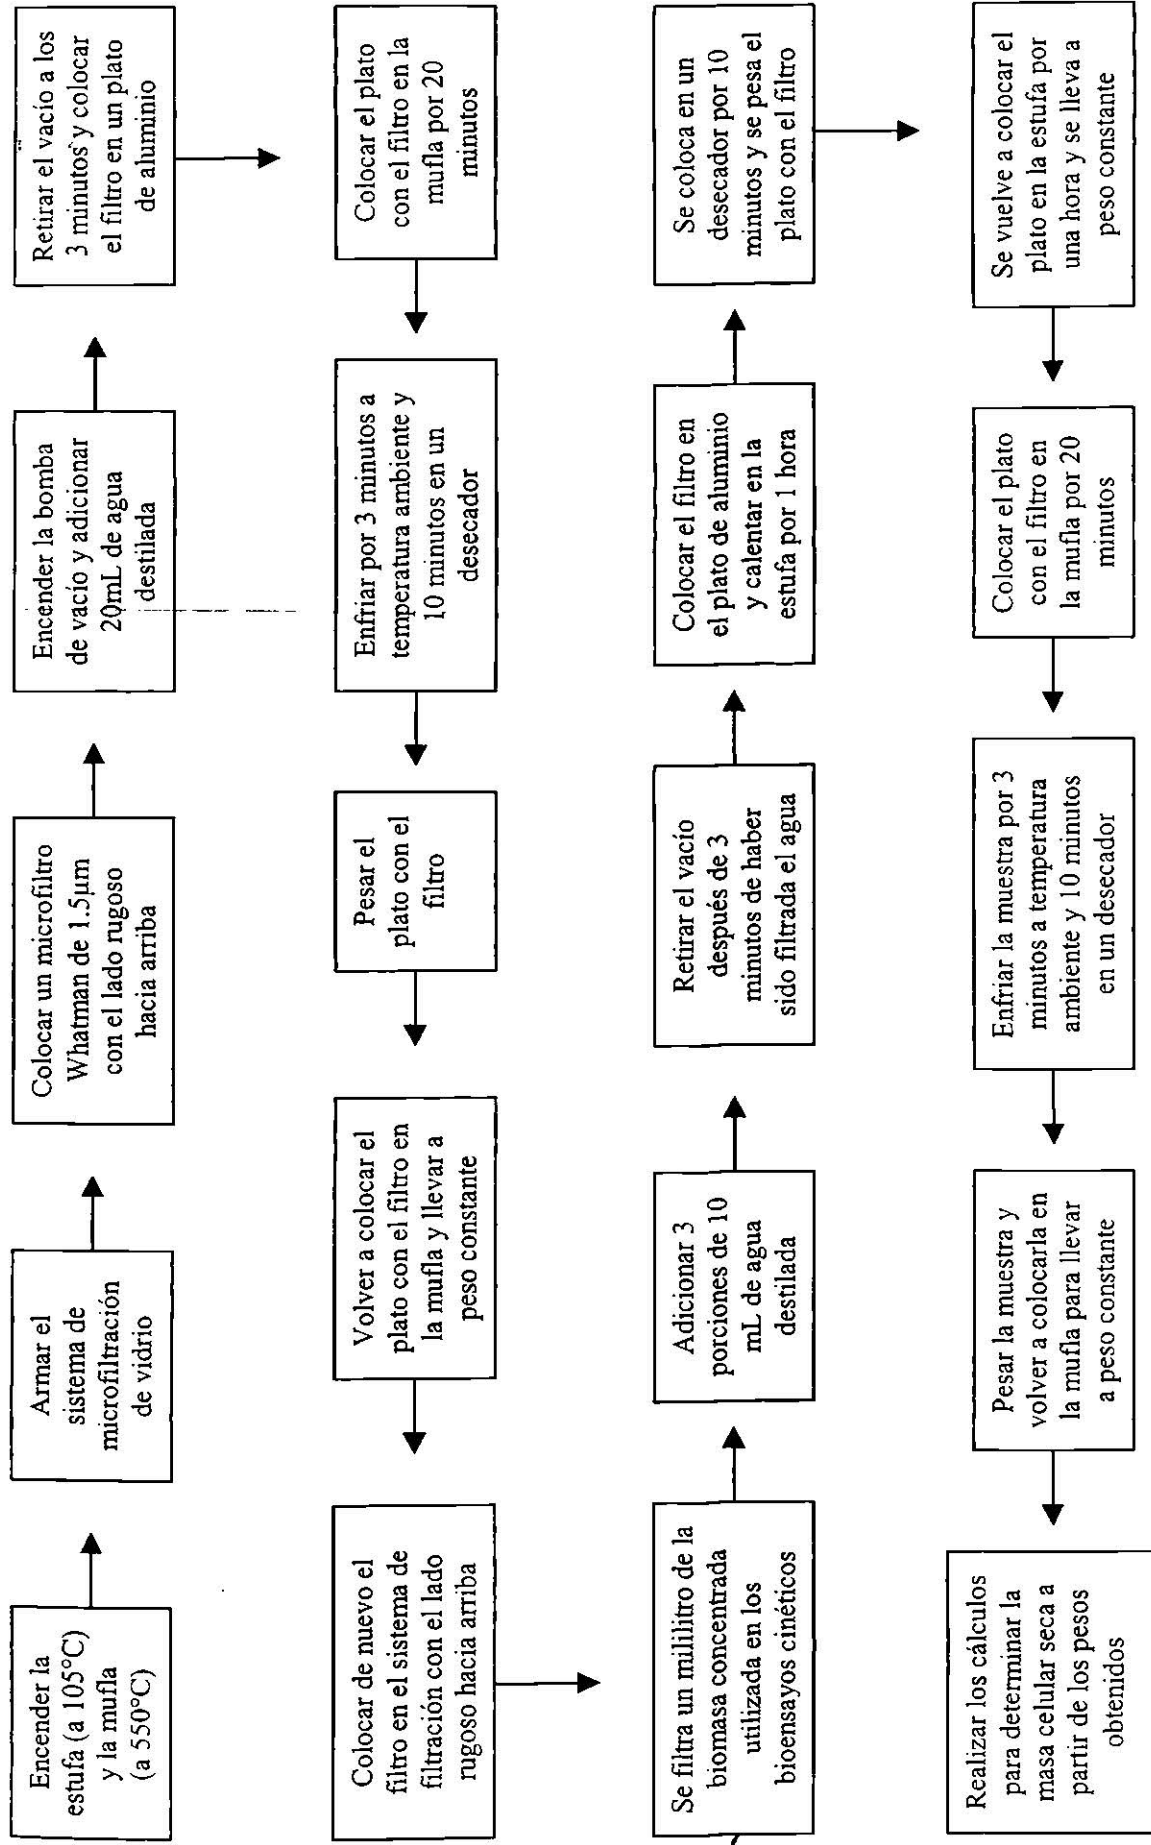 Encender la
estufa (a 105°C)
y la mufla
(a 550°C)
Armar el
sistema de
microfiltración
de vidrio
Colocar un microfiltro
Whatman de 1.5µm
con el lado rugoso
hacia arriba
Encender la bomba
de vacío y adicionar
20mL de agua
destilada
Retirar el vacío a los
3 minutos y colocar
el filtro en un plato
de aluminio
Colocar el plato
con el filtro en la
mufla por 20
minutos
Enfriar por 3 minutos a
temperatura ambiente y
10 minutos en un
desecador
Pesar el
plato con el
filtro
Volver a colocar el
plato con el filtro en
la mufla y llevar a
peso constante
Colocar de nuevo el
filtro en el sistema de
filtración con el lado
rugoso hacia arriba
Se filtra un mililitro de la
biomasa concentrada
utilizada en los
bioensayos cinéticos
Adicionar 3
porciones de 10
mL de agua
destilada
Retirar el vacío
después de 3
minutos de haber
sido filtrada el agua
Colocar el filtro en
el plato de aluminio
y calentar en la
estufa por 1 hora
Se coloca en un
desecador por 10
minutos y se pesa el
plato con el filtro
Se vuelve a colocar el
plato en la estufa por
una hora y se lleva a
peso constante
Colocar el plato
con el filtro en
la mufla por 20
minutos
Enfriar la muestra por 3
minutos a temperatura
ambiente y 10 minutos
en un desecador
Pesar la muestra y
volver a colocarla en
la mufla para llevar
a peso constante
Realizar los cálculos
para determinar la
masa celular seca a
partir de los pesos
obtenidos